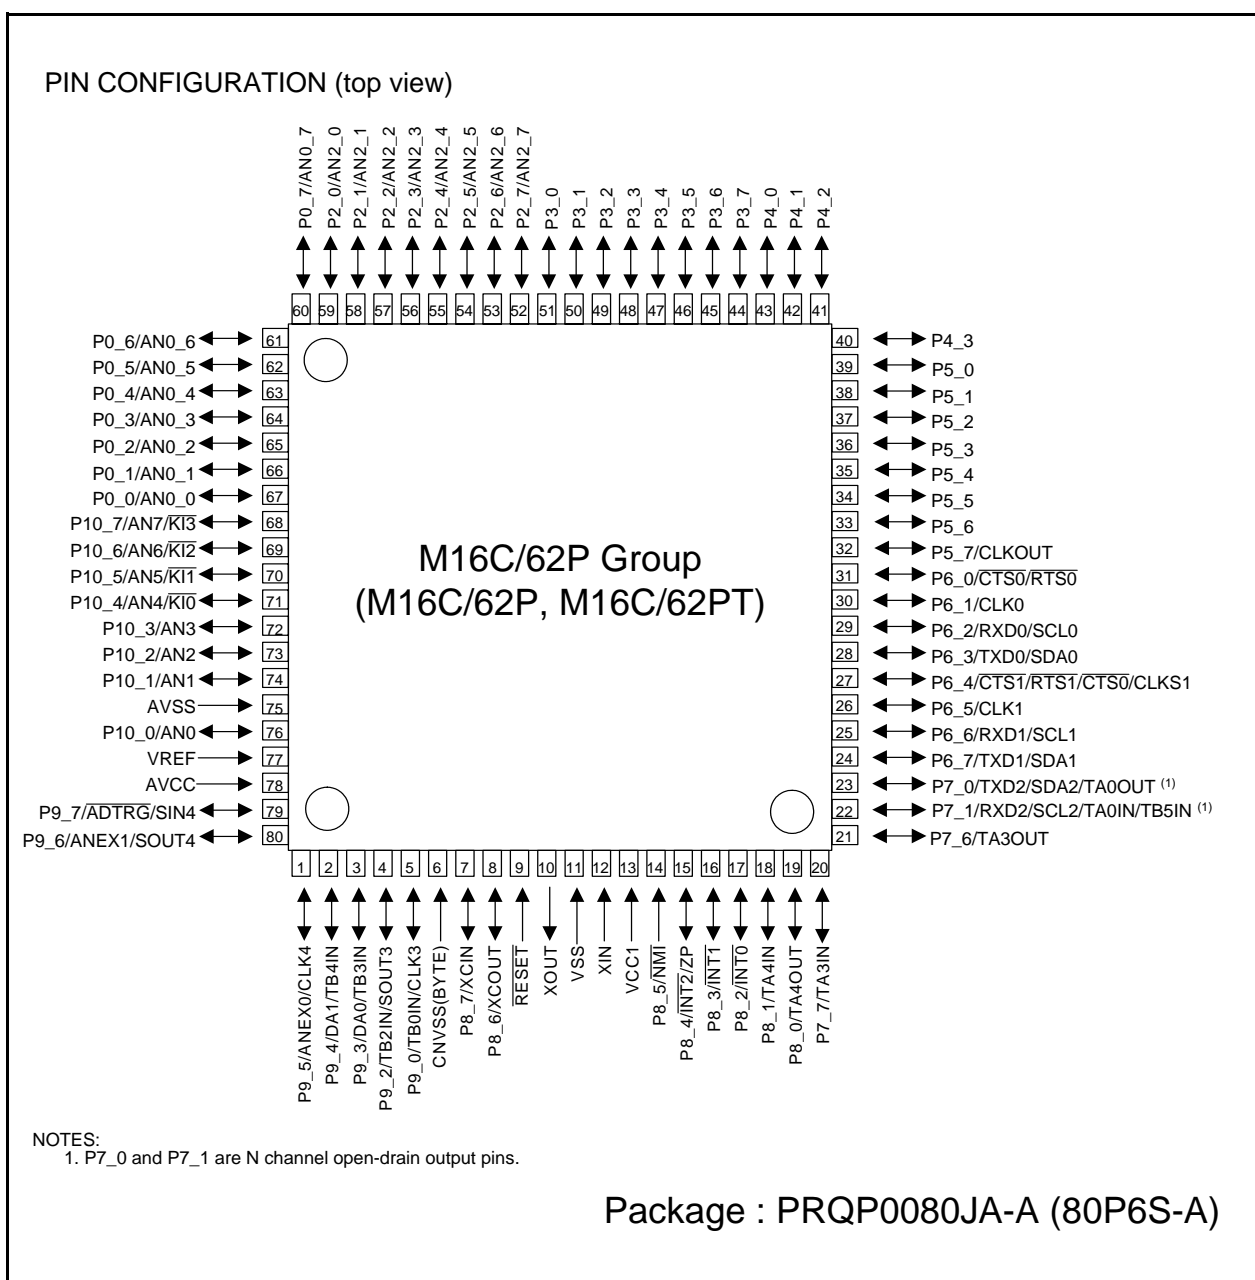 PIN CONFIGURATION (top view)
P0_7/AN0_7
P2_0/AN2_0
P2_1/AN2_1
P2_2/AN2_2
P2_3/AN2_3
P2_4/AN2_4
P2_5/AN2_5
P2_6/AN2_6
P2_7/AN2_7
P3_0
P3_1
P3_2
P3_3
P3_4
P3_5
P3_6
P3_7
P4_0
P4_1
P4_2
60 59 58 57 56 55 54 53 52 51 50 49 48 47 46 45 44 43 42 41
P0_6/AN0_6 61
P0_5/AN0_5 62
P0_4/AN0_4 63
P0_3/AN0_3 64
P0_2/AN0_2 65
P0_1/AN0_1 66
P0_0/AN0_0 67
P10_7/AN7/KI3 68
P10_6/AN6/KI2 69
P10_5/AN5/KI1 70
P10_4/AN4/KI0 71
P10_3/AN3 72
P10_2/AN2 73
P10_1/AN1 74
AVSS 75
P10_0/AN0 76
VREF 77
AVCC 78
P9_7/ADTRG/SIN4 79
P9_6/ANEX1/SOUT4 80
M16C/62P Group
(M16C/62P, M16C/62PT)
40 P4_3
39 P5_0
38 P5_1
37 P5_2
36 P5_3
35 P5_4
34 P5_5
33 P5_6
32 P5_7/CLKOUT
31 P6_0/CTS0/RTS0
30 P6_1/CLK0
29 P6_2/RXD0/SCL0
28 P6_3/TXD0/SDA0
27 P6_4/CTS1/RTS1/CTS0/CLKS1
26 P6_5/CLK1
25 P6_6/RXD1/SCL1
24 P6_7/TXD1/SDA1
23 P7_0/TXD2/SDA2/TA0OUT (1)
22 P7_1/RXD2/SCL2/TA0IN/TB5IN (1)
21 P7_6/TA3OUT
1 2 3 4 5 6 7 8 9 10 11 12 13 14 15 16 17 18 19 20
P9_5/ANEX0/CLK4
P9_4/DA1/TB4IN
P9_3/DA0/TB3IN
P9_2/TB2IN/SOUT3
P9_0/TB0IN/CLK3
CNVSS(BYTE)
P8_7/XCIN
P8_6/XCOUT
RESET
XOUT
VSS
XIN
VCC1
P8_5/NMI
P8_4/INT2/ZP
P8_3/INT1
P8_2/INT0
P8_1/TA4IN
P8_0/TA4OUT
P7_7/TA3IN
NOTES:
1. P7_0 and P7_1 are N channel open-drain output pins.
Package : PRQP0080JA-A (80P6S-A)